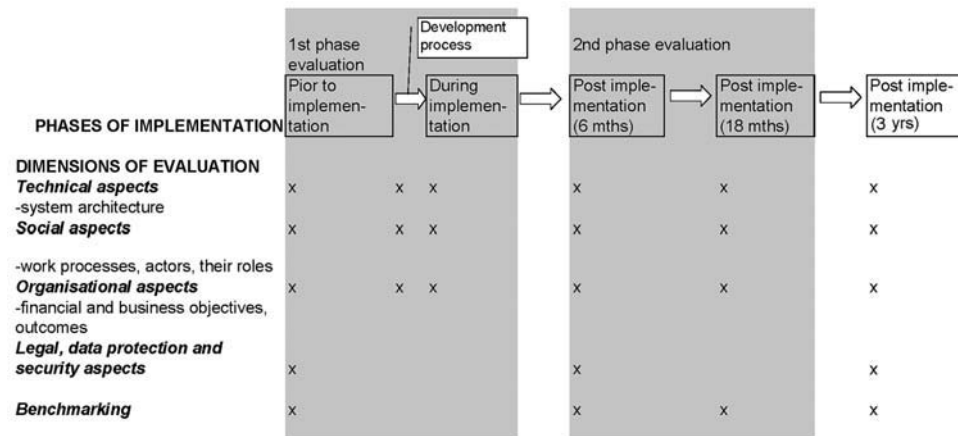 Development
process
1st phase
evaluation
2nd phase evaluation
Pior to
implemen-
tation
During
implemen-
tation
Post imple-
mentation
(6 mths)
Post imple-
mentation
(18 mths)
Post imple-
mentation
(3 yrs)
PHASES OF IMPLEMENTATION
DIMENSIONS OF EVALUATION
Technical aspects x x x x x x
-system architecture
Social aspects x x x x x x
-work processes, actors, their roles
Organisational aspects x x x x x x
-financial and business objectives,
outcomes
Legal, data protection and
security aspects x x x
Benchmarking x x x x